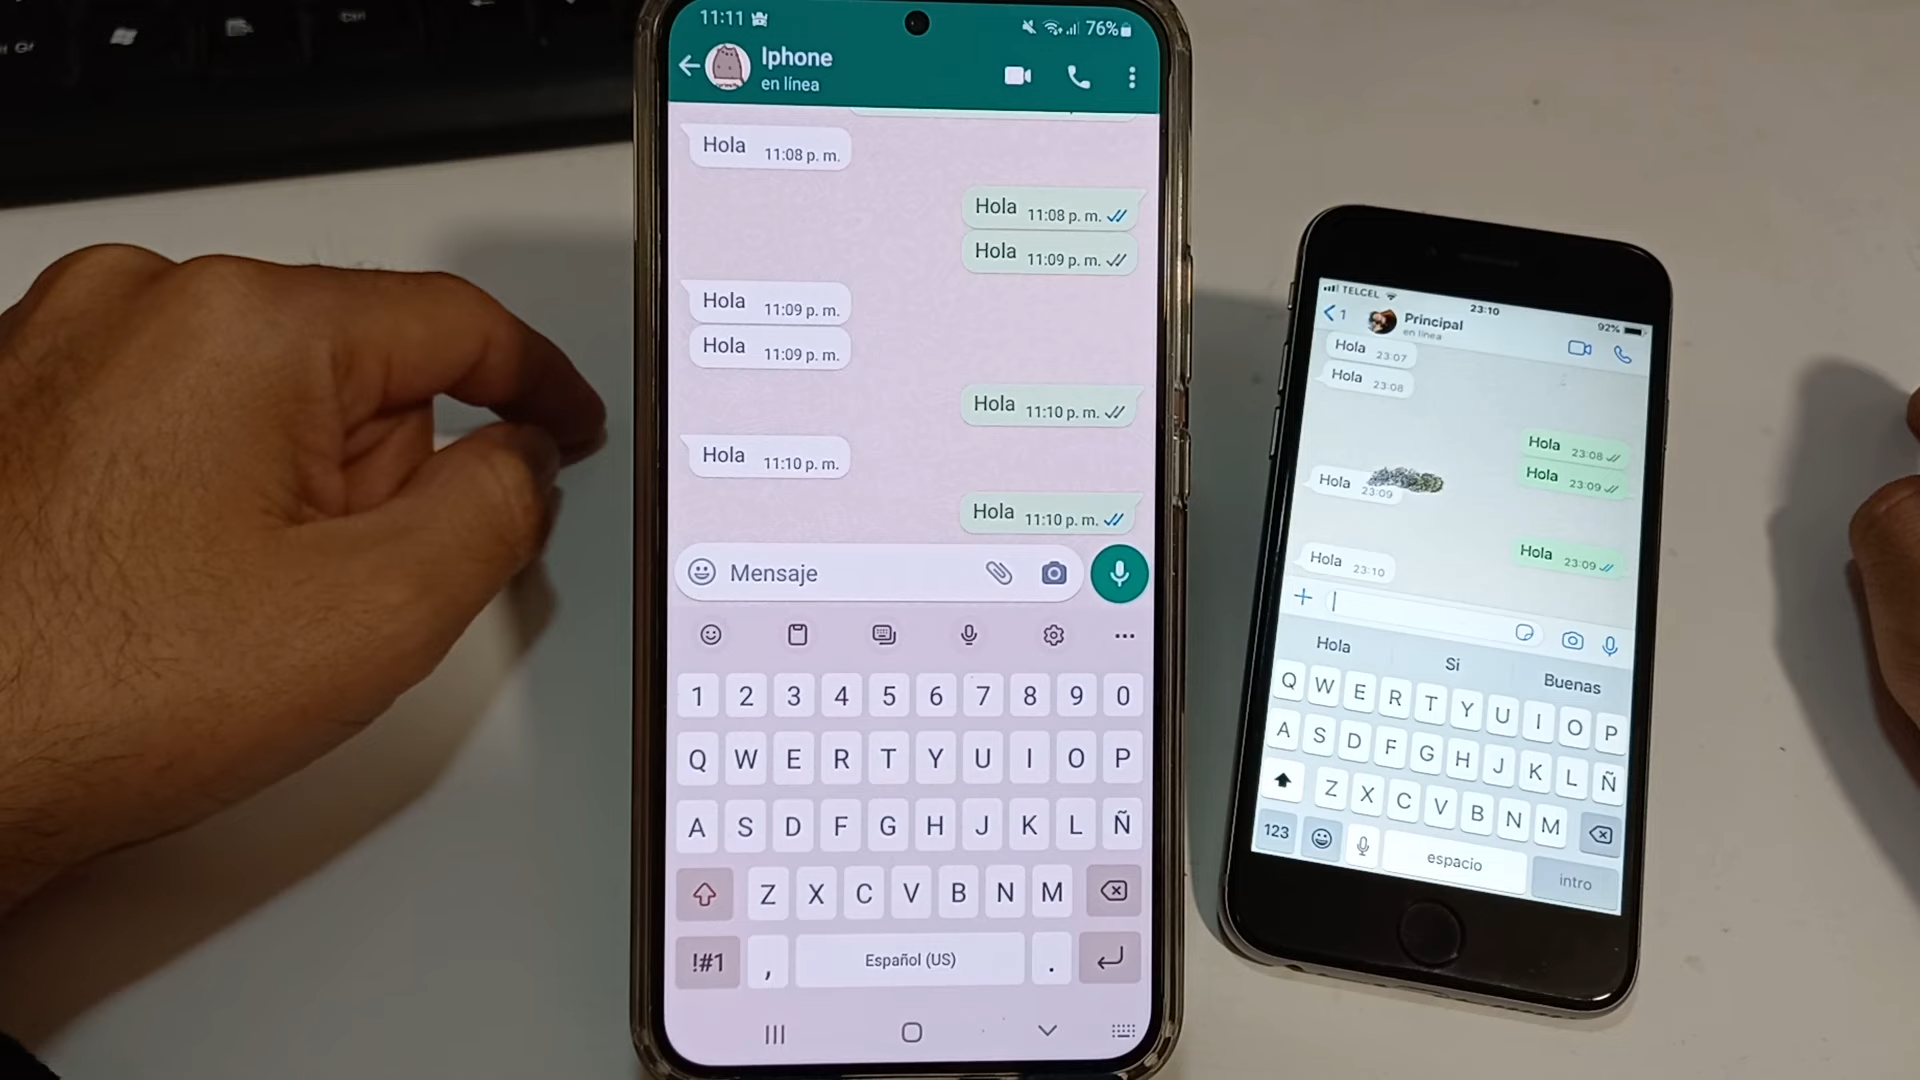 11:11
76%
Iphone
en línea
Hola 11:08 p. m.
Hola 11:08 p. m.
Hola 11:09 p. m.
Hola 11:09 p. m.
Hola 11:09 p. m.
Hola 11:10 p. m.
Hola 11:10 p. m.
Hola 11:10 p. m.
Mensaje
1 2 3 4 5 6 7 8 9 0
Q W E R T Y U I O P
A S D F G H J K L Ñ
Z X C V B N M
!#1 , Español (US) .
TELCEL 23:10 92%
1 Principal
en línea
Hola 23:07
Hola 23:08
Hola 23:08
Hola 23:09
Hola 23:09
Hola 23:09
Hola 23:10
Hola Si Buenas
Q W E R T Y U I O P
A S D F G H J K L Ñ
Z X C V B N M
123 espacio intro
Ctrl